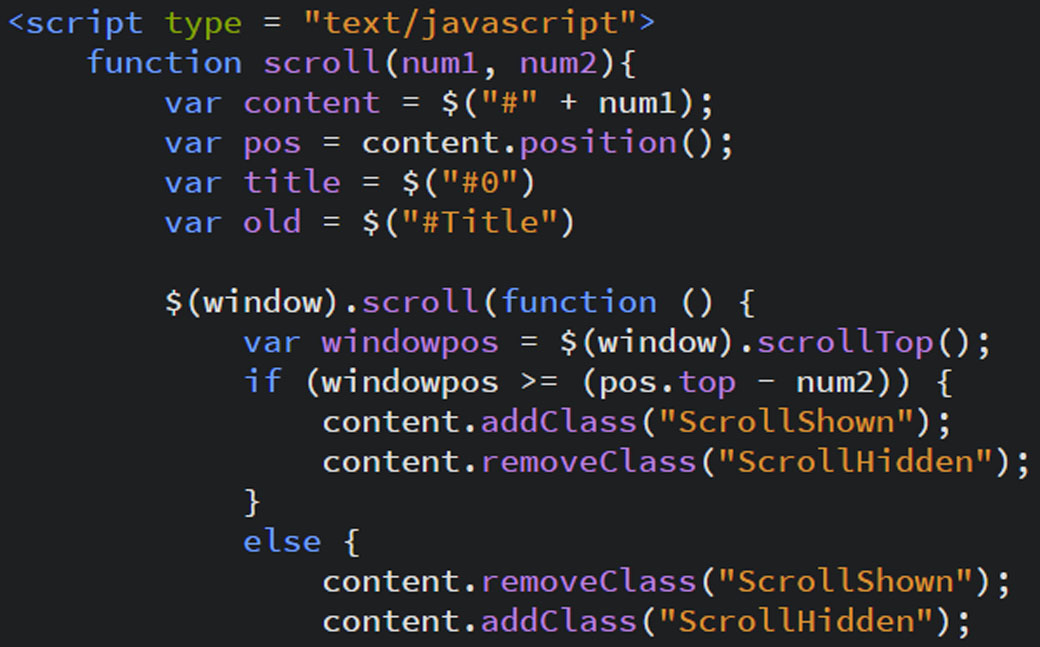 <script type = "text/javascript">
    function scroll(num1, num2){
        var content = $("#" + num1);
        var pos = content.position();
        var title = $("#0")
        var old = $("#Title")

        $(window).scroll(function () {
            var windowpos = $(window).scrollTop();
            if (windowpos >= (pos.top - num2)) {
                content.addClass("ScrollShown");
                content.removeClass("ScrollHidden");
            }
            else {
                content.removeClass("ScrollShown");
                content.addClass("ScrollHidden");